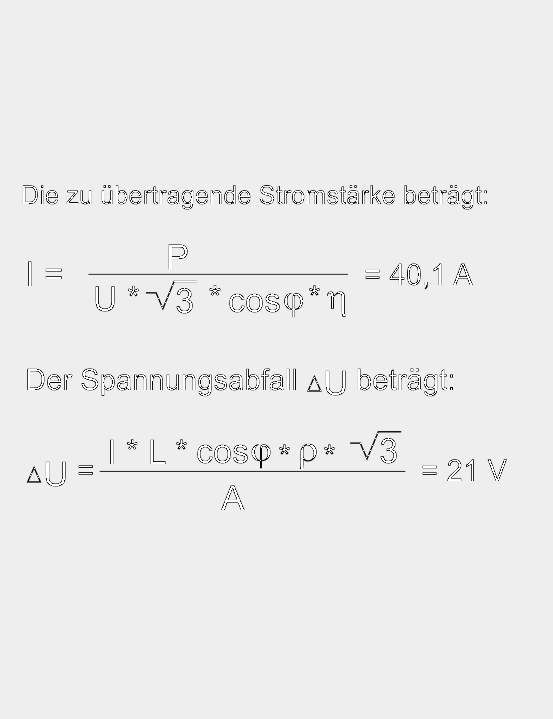 Die zu übertragende Stromstärke beträgt:
I = P / U * √3 * cosφ * η = 40,1 A
Der Spannungsabfall ΔU beträgt:
ΔU = I * L * cosφ * ρ * √3 / A = 21 V